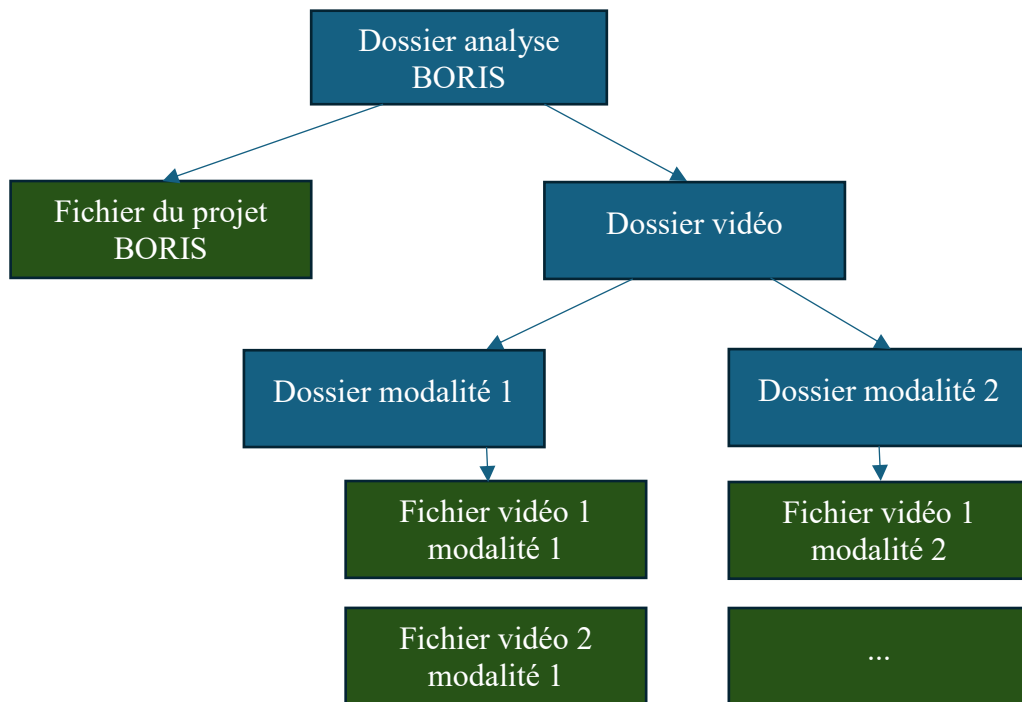 Dossier analyse
BORIS
Fichier du projet
BORIS
Dossier vidéo
Dossier modalité 1
Dossier modalité 2
Fichier vidéo 1
modalité 1
Fichier vidéo 1
modalité 2
Fichier vidéo 2
modalité 1
...